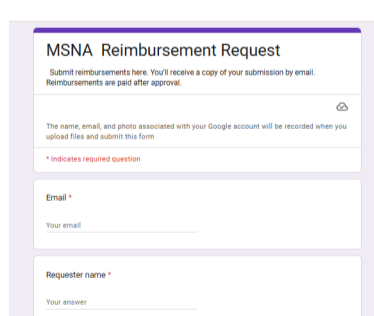 MSNA Reimbursement Request
Submit reimbursements here. You'll receive a copy of your submission by email.
Reimbursements are paid after approval.
The name, email, and photo associated with your Google account will be recorded when you
upload files and submit this form
* Indicates required question
Email *
Your email
Requester name *
Your answer